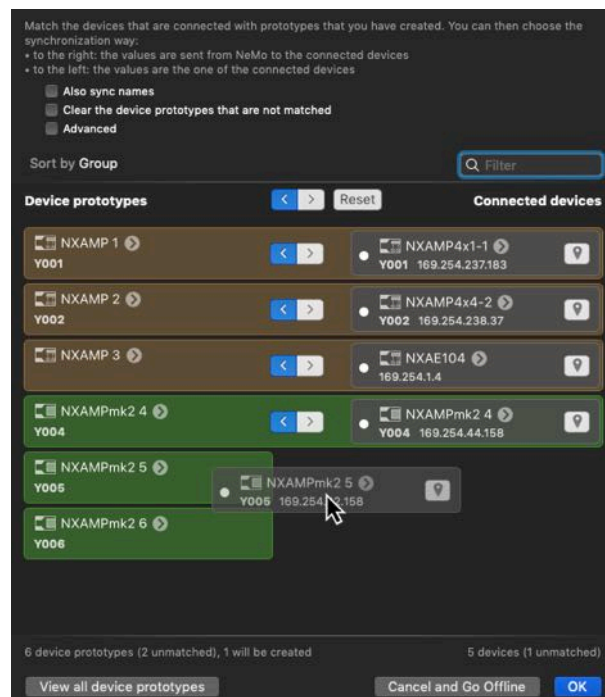 Match the devices that are connected with prototypes that you have created. You can then choose the
synchronization way:
• to the right: the values are sent from NeMo to the connected devices
• to the left: the values are the one of the connected devices
Also sync names
Clear the device prototypes that are not matched
Advanced
Sort by Group
Filter
Device prototypes
< > Reset
Connected devices
NXAMP 1
Y001
< >
NXAMP4x1-1
Y001 169.254.237.183
NXAMP 2
Y002
< >
NXAMP4x4-2
Y002 169.254.238.37
NXAMP 3
< >
NXAE104
169.254.1.4
NXAMPmk2 4
Y004
< >
NXAMPmk2 4
Y004 169.254.44.158
NXAMPmk2 5
Y005
NXAMPmk2 5
Y005
NXAMPmk2 6
Y006
6 device prototypes (2 unmatched), 1 will be created
5 devices (1 unmatched)
View all device prototypes
Cancel and Go Offline
OK